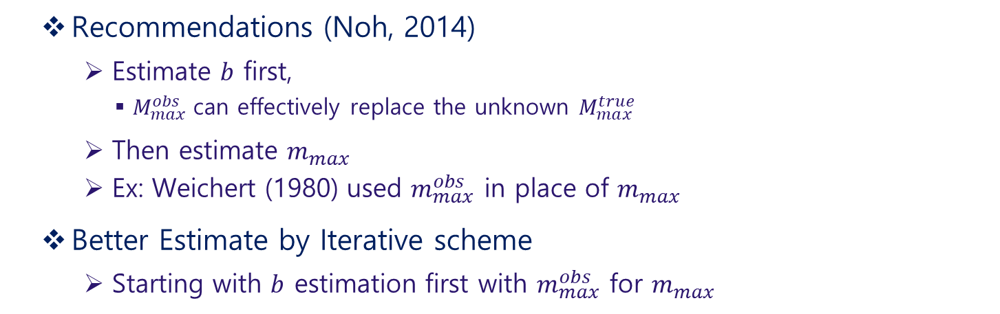 ❖ Recommendations (Noh, 2014)
➢ Estimate b first,
▪ M_{max}^{obs} can effectively replace the unknown M_{max}^{true}
➢ Then estimate m_{max}
➢ Ex: Weichert (1980) used m_{max}^{obs} in place of m_{max}
❖ Better Estimate by Iterative scheme
➢ Starting with b estimation first with m_{max}^{obs} for m_{max}